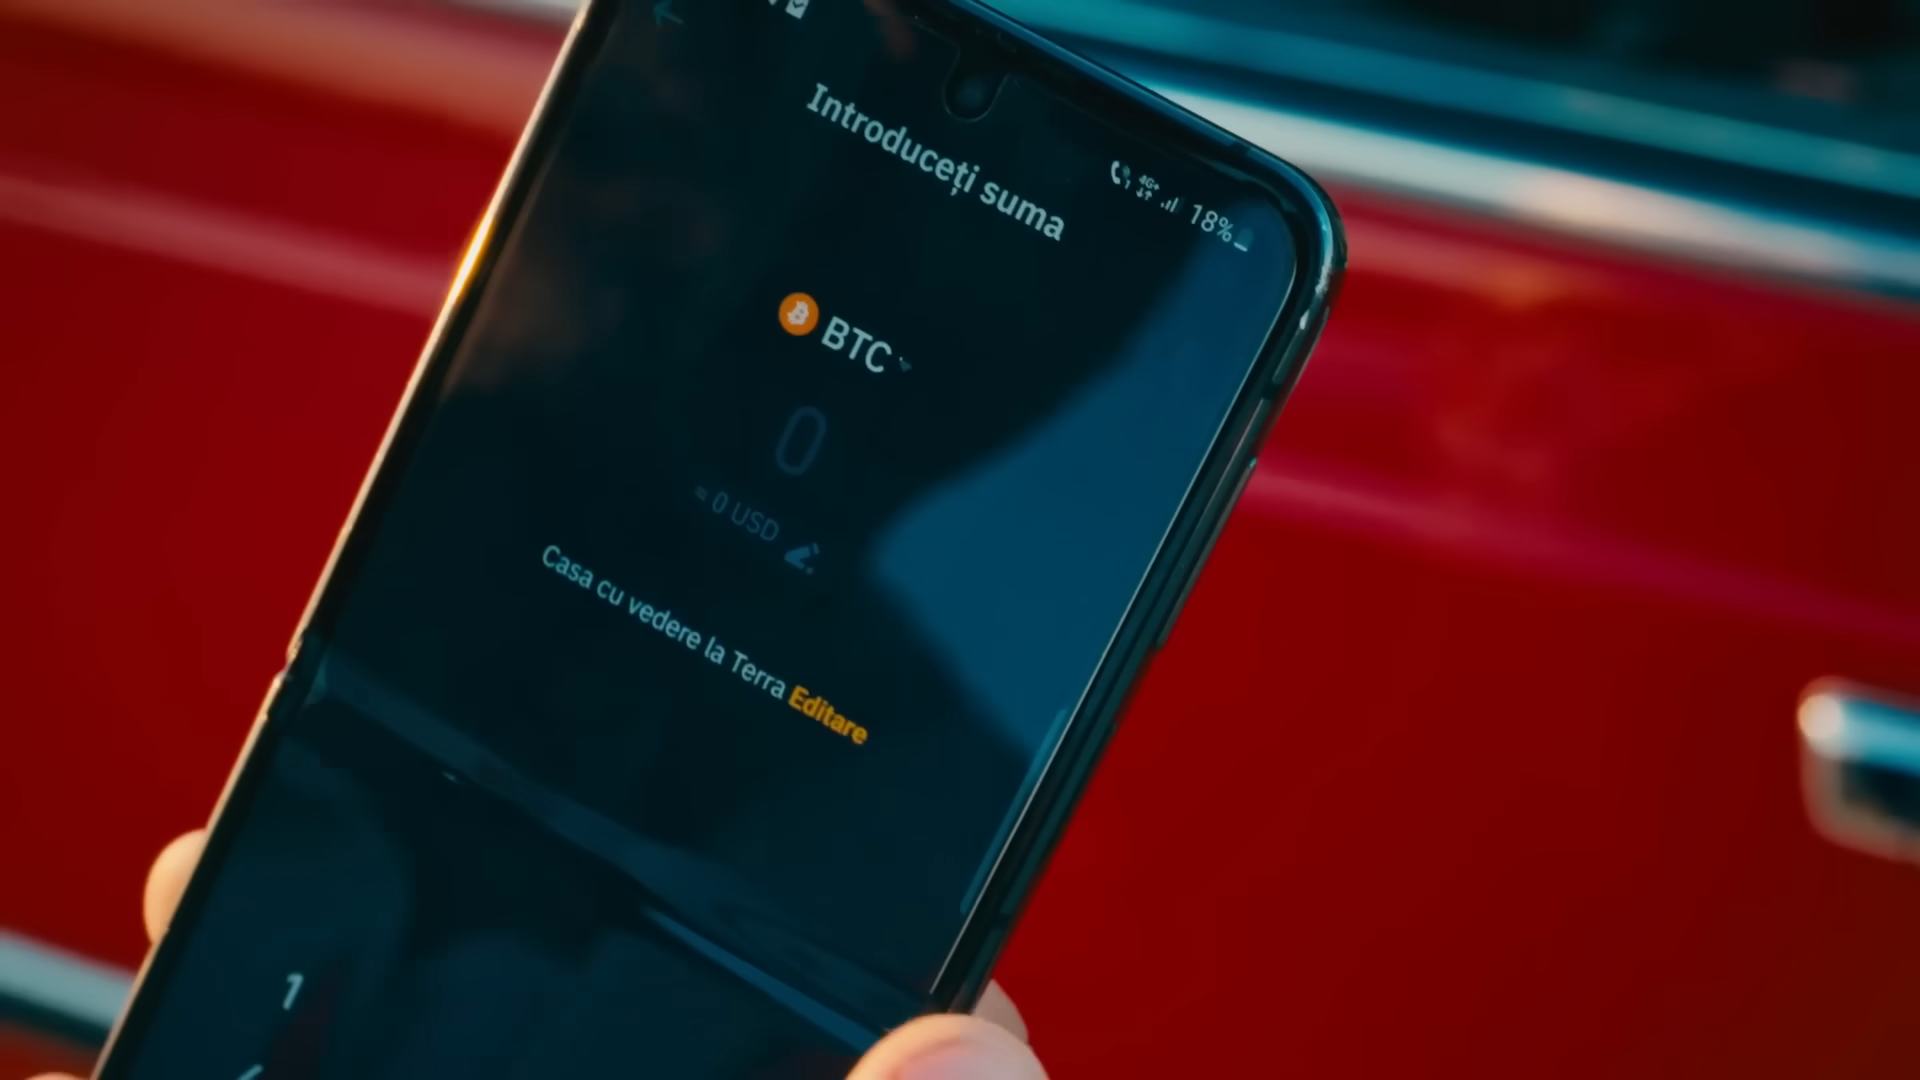 18%
Introduceți suma
BTC
0
≈ 0 USD
Casa cu vedere la Terra Editare
1